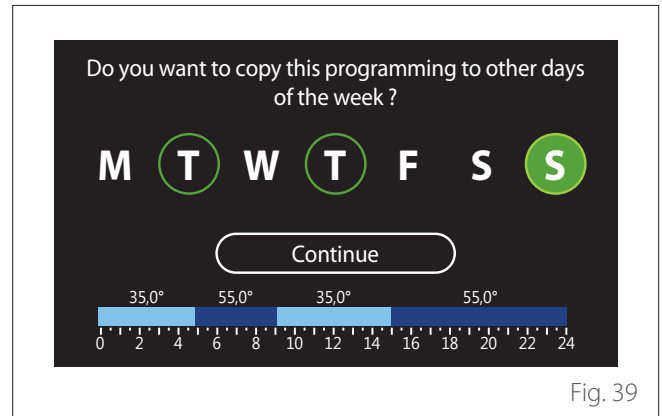 Do you want to copy this programming to other days
of the week ?
M T W T F S S
Continue
35,0° 55,0° 35,0° 55,0°
0 2 4 6 8 10 12 14 16 18 20 22 24
Fig. 39